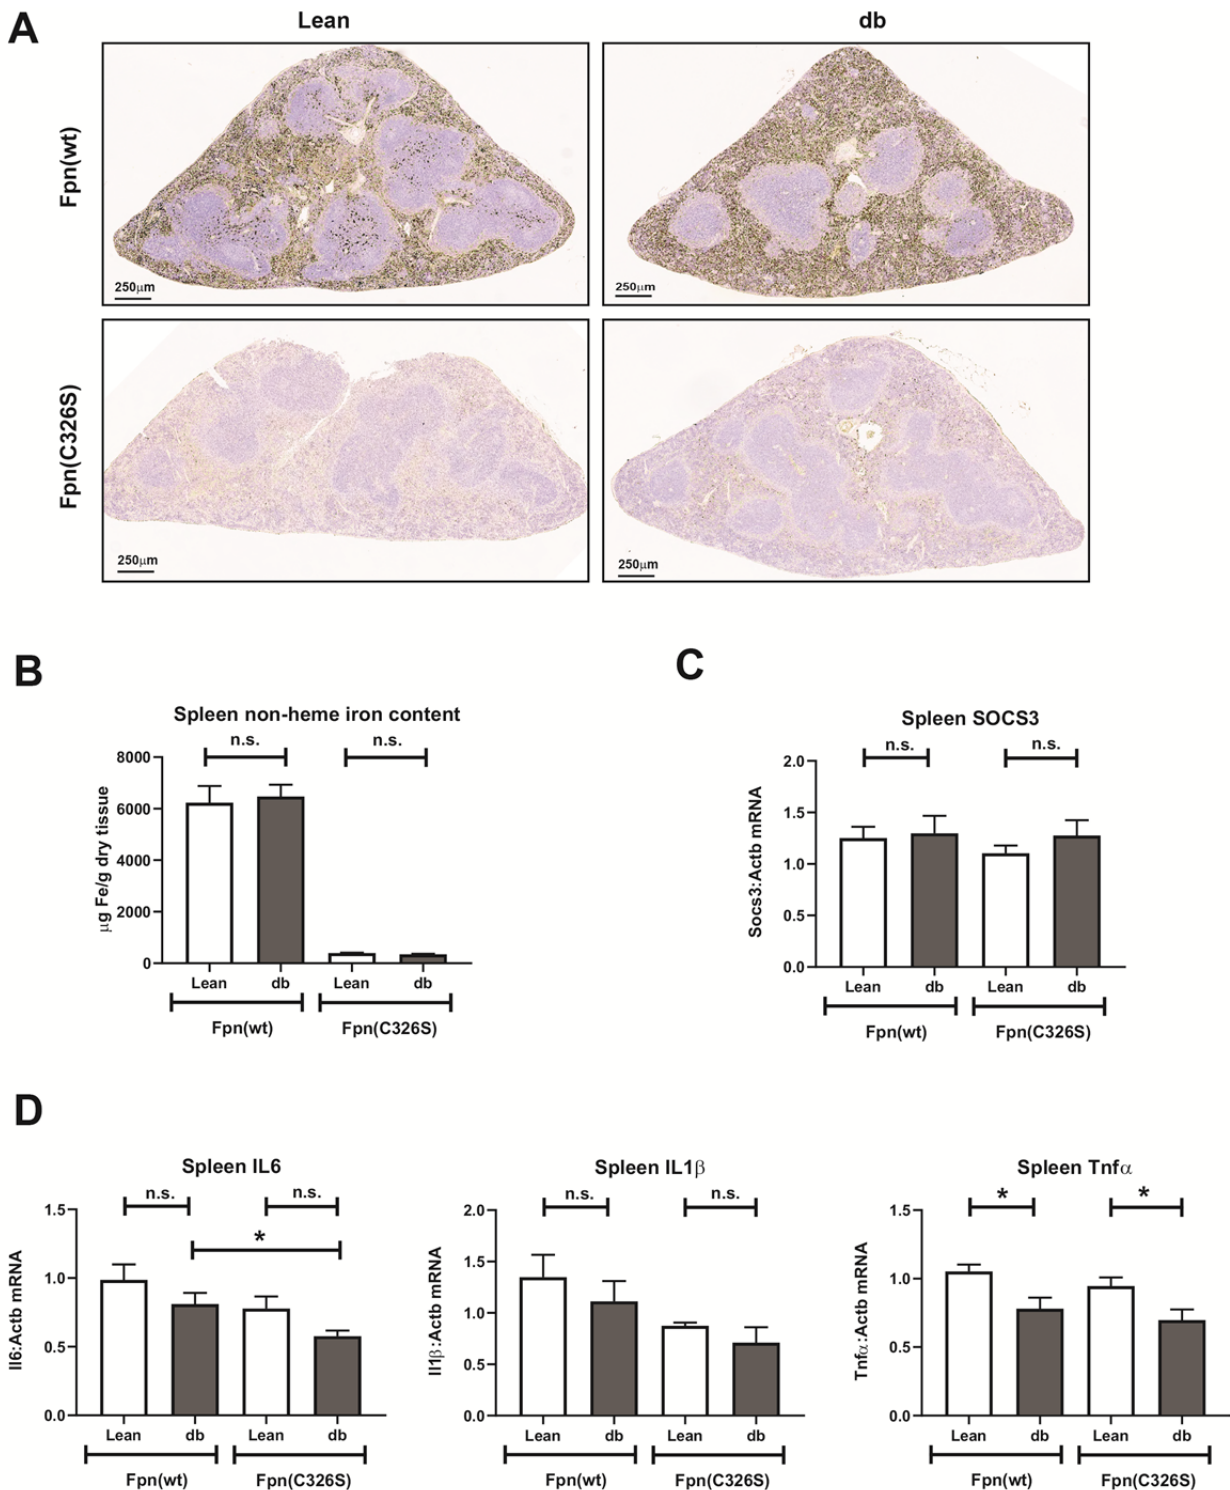 A
Lean
db
Fpn(wt)
250μm
250μm
Fpn(C326S)
250μm
250μm
B
Spleen non-heme iron content
n.s.
n.s.
μg Fe/g dry tissue
8000
6000
4000
2000
0
Lean
db
Lean
db
Fpn(wt)
Fpn(C326S)
C
Spleen SOCS3
n.s.
n.s.
Socs3:Actb mRNA
2.0
1.5
1.0
0.5
0.0
Lean
db
Lean
db
Fpn(wt)
Fpn(C326S)
D
Spleen IL6
n.s.
n.s.
*
Il6:Actb mRNA
1.5
1.0
0.5
0.0
Lean
db
Lean
db
Fpn(wt)
Fpn(C326S)
Spleen IL1β
n.s.
n.s.
Il1β:Actb mRNA
2.0
1.5
1.0
0.5
0.0
Lean
db
Lean
db
Fpn(wt)
Fpn(C326S)
Spleen Tnfα
*
*
Tnfα:Actb mRNA
1.5
1.0
0.5
0.0
Lean
db
Lean
db
Fpn(wt)
Fpn(C326S)